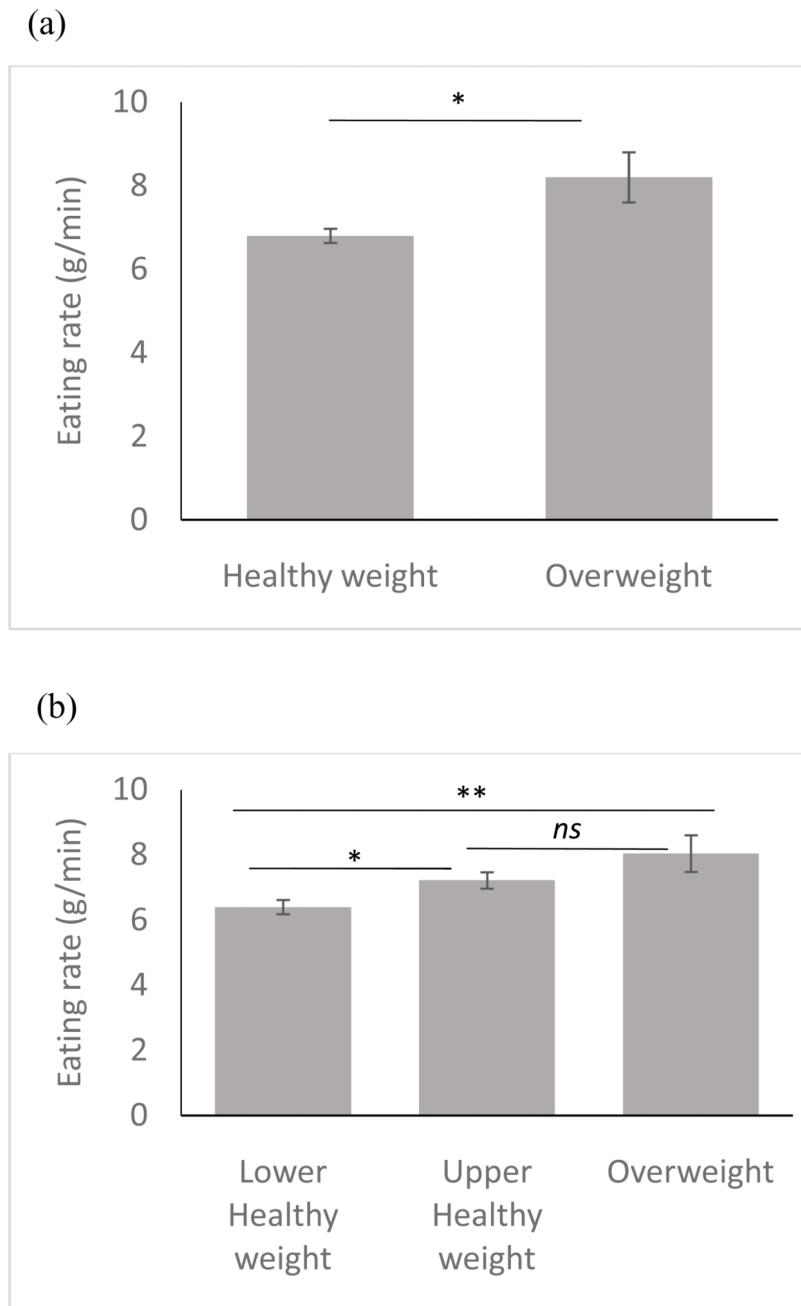 (a)
*
10
8
6
4
2
0
Eating rate (g/min)
Healthy weight Overweight
(b)
**
ns
*
10
8
6
4
2
0
Eating rate (g/min)
Lower
Healthy
weight
Upper
Healthy
weight
Overweight